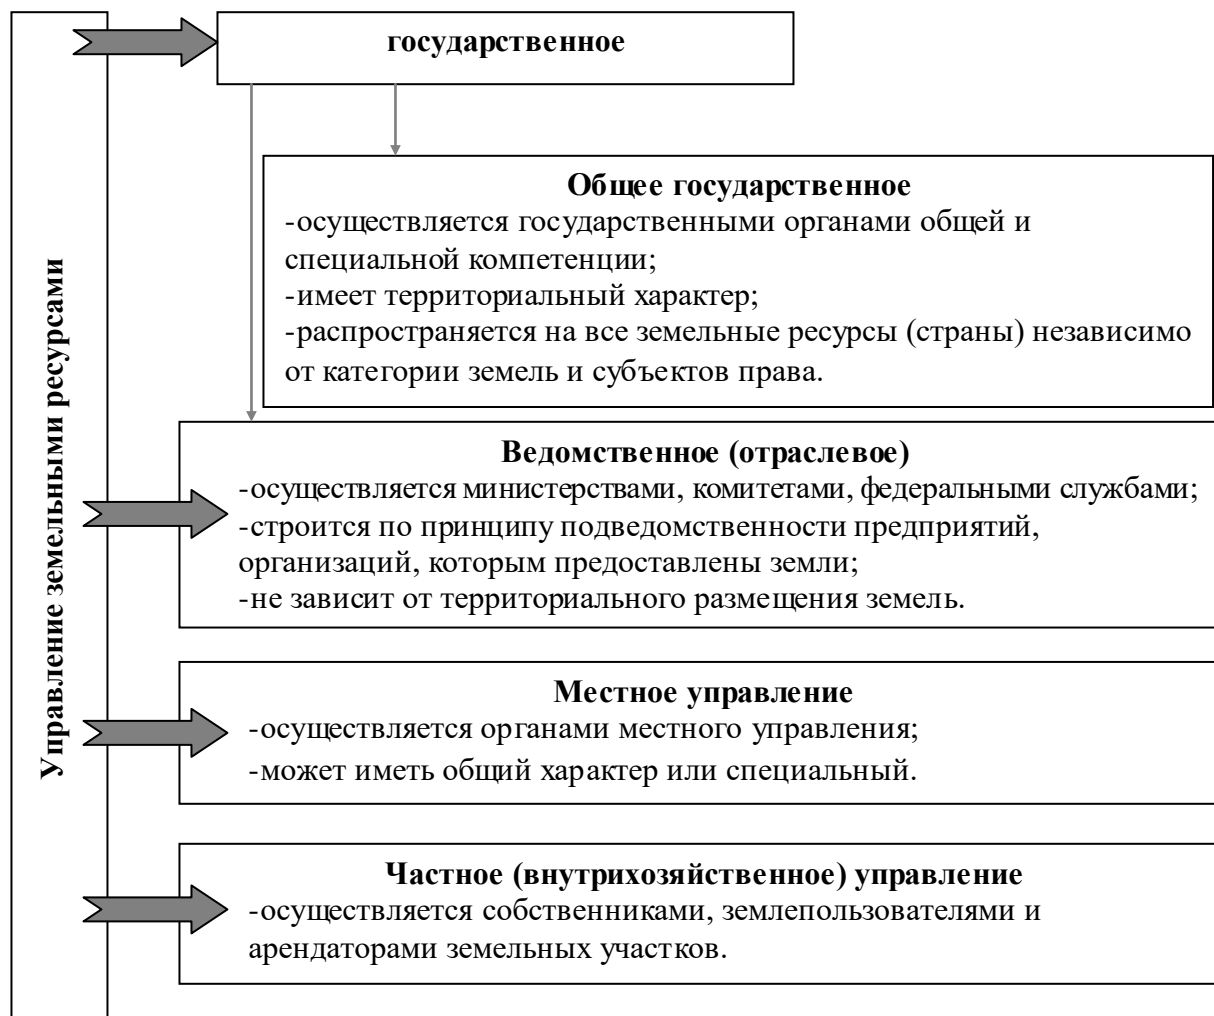 Управление земельными ресурсами
государственное
Общее государственное
-осуществляется государственными органами общей и
специальной компетенции;
-имеет территориальный характер;
-распространяется на все земельные ресурсы (страны) независимо
от категории земель и субъектов права.
Ведомственное (отраслевое)
-осуществляется министерствами, комитетами, федеральными службами;
-строится по принципу подведомственности предприятий,
организаций, которым предоставлены земли;
-не зависит от территориального размещения земель.
Местное управление
-осуществляется органами местного управления;
-может иметь общий характер или специальный.
Частное (внутрихозяйственное) управление
-осуществляется собственниками, землепользователями и
арендаторами земельных участков.